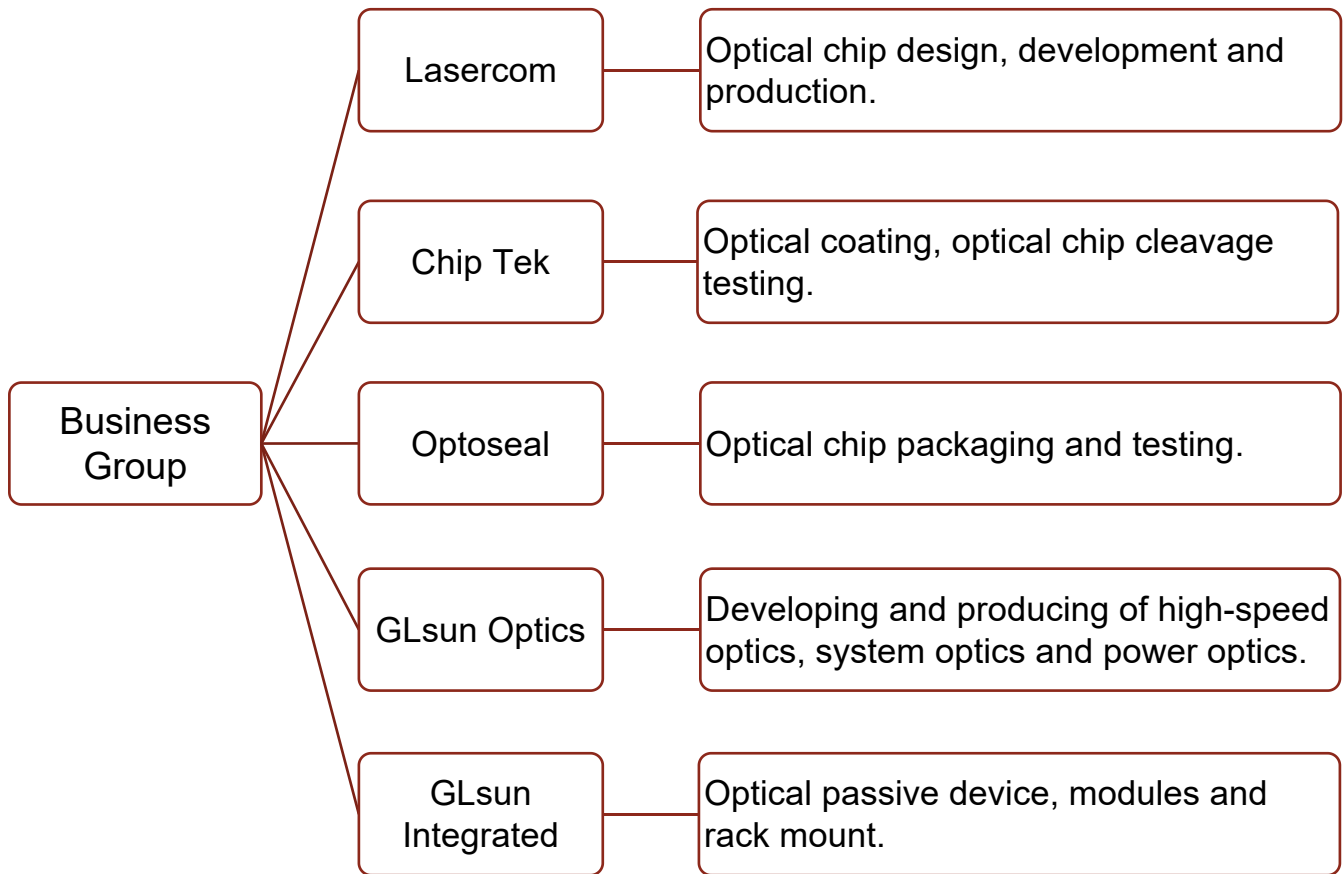 Lasercom
Optical chip design, development and
production.
Chip Tek
Optical coating, optical chip cleavage
testing.
Business
Group
Optoseal
Optical chip packaging and testing.
GLsun Optics
Developing and producing of high-speed
optics, system optics and power optics.
GLsun
Integrated
Optical passive device, modules and
rack mount.